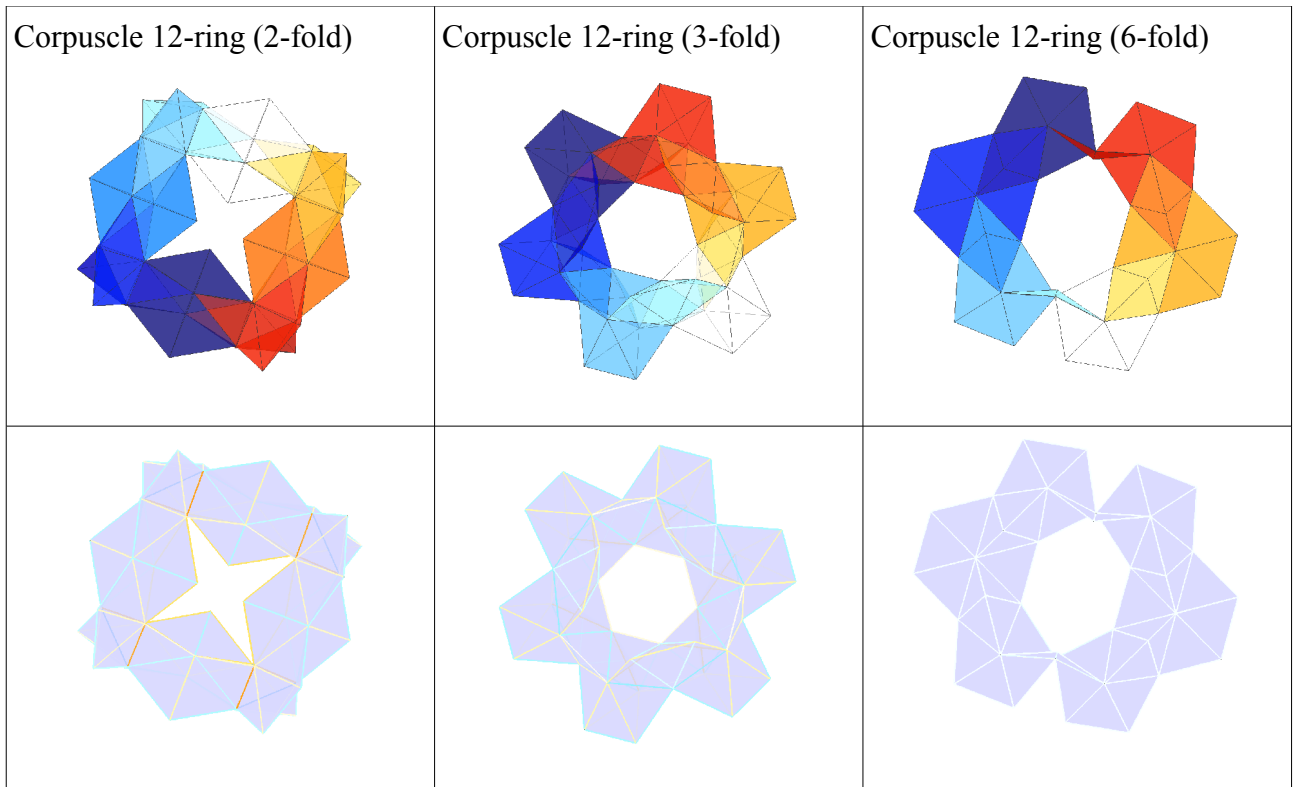 Corpuscle 12-ring (2-fold)
Corpuscle 12-ring (3-fold)
Corpuscle 12-ring (6-fold)